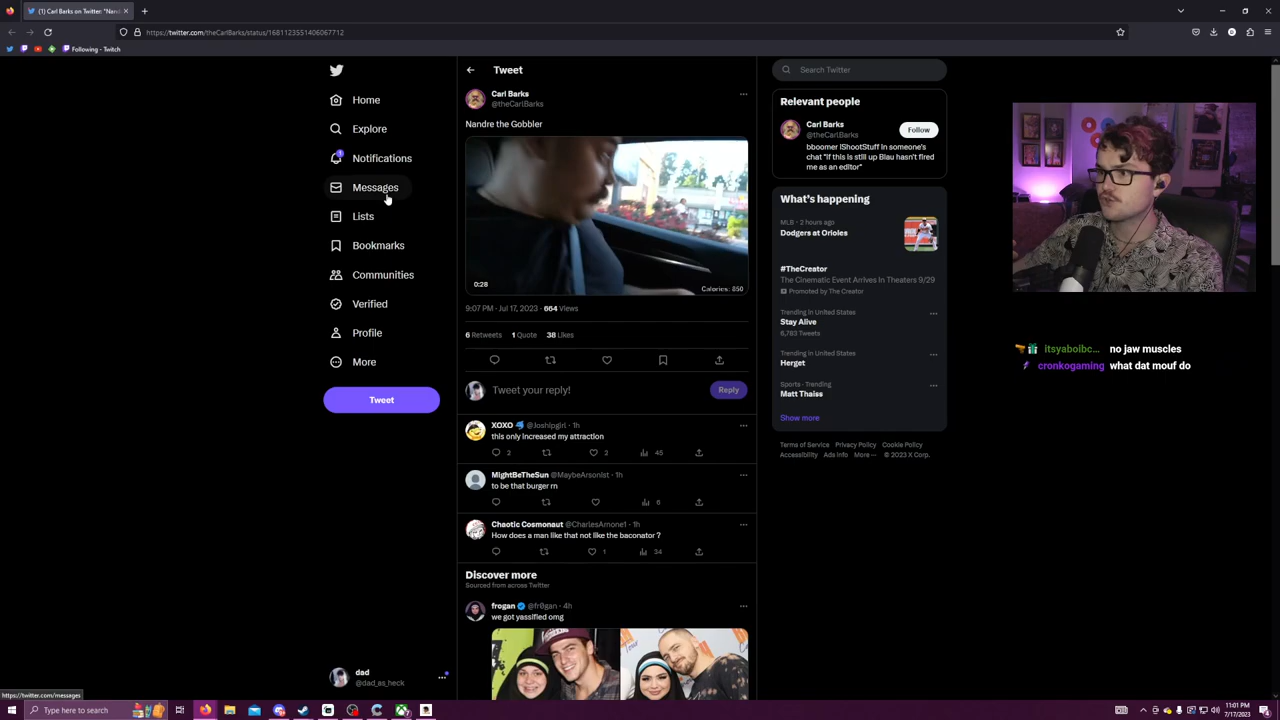 (1) Carl Barks on Twitter: "Nand
https://twitter.com/theCarlBarks/status/1681123551406067712
Following - Twitch
Home
Explore
1
Notifications
Messages
Lists
Bookmarks
Communities
Verified
Profile
More
Tweet
dad
@dad_as_heck
https://twitter.com/messages
Tweet
Carl Barks
@theCarlBarks
Nandre the Gobbler
0:28
Calories: 850
9:07 PM · Jul 17, 2023 · 664 Views
6 Retweets 1 Quote 38 Likes
Tweet your reply!
Reply
XOXO @Joshipgirl · 1h
this only increased my attraction
2 2 45
MightBeTheSun @MaybeArsonist · 1h
to be that burger rn
6
Chaotic Cosmonaut @CharlesArnone1 · 1h
How does a man like that not like the baconator ?
1 34
Discover more
Sourced from across Twitter
frogan @fr0gan · 4h
we got yassified omg
Search Twitter
Relevant people
Carl Barks
@theCarlBarks
Follow
bboomer IShootStuff In someone's
chat "if this is still up Blau hasn't fired
me as an editor"
What's happening
MLB · 2 hours ago
Dodgers at Orioles
#TheCreator
The Cinematic Event Arrives In Theaters 9/29
Promoted by The Creator
Trending in United States
Stay Alive
6,783 Tweets
Trending in United States
Herget
Sports · Trending
Matt Thaiss
Show more
Terms of Service Privacy Policy Cookie Policy
Accessibility Ads info More ··· © 2023 X Corp.
itsyaboibc... no jaw muscles
cronkogaming what dat mouf do
Type here to search
11:01 PM
7/17/2023